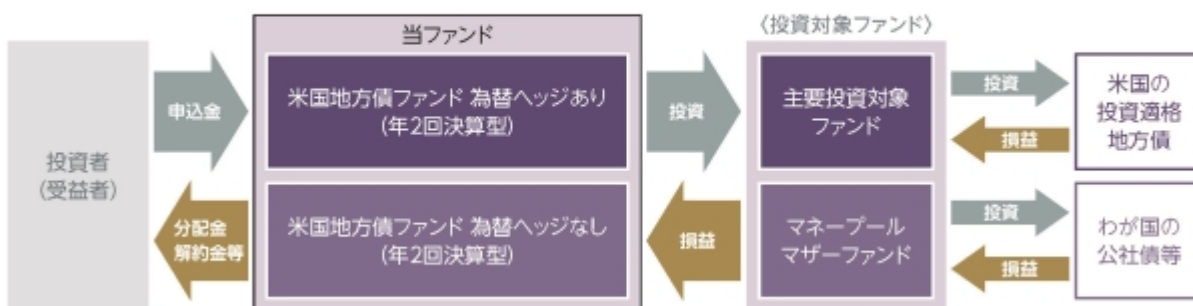 投資者
(受益者)
申込金
分配金
解約金等
当ファンド
米国地方債ファンド 為替ヘッジあり
(年2回決算型)
米国地方債ファンド 為替ヘッジなし
(年2回決算型)
投資
損益
〈投資対象ファンド〉
主要投資対象
ファンド
マネープール
マザーファンド
投資
損益
投資
損益
米国の
投資適格
地方債
わが国の
公社債等